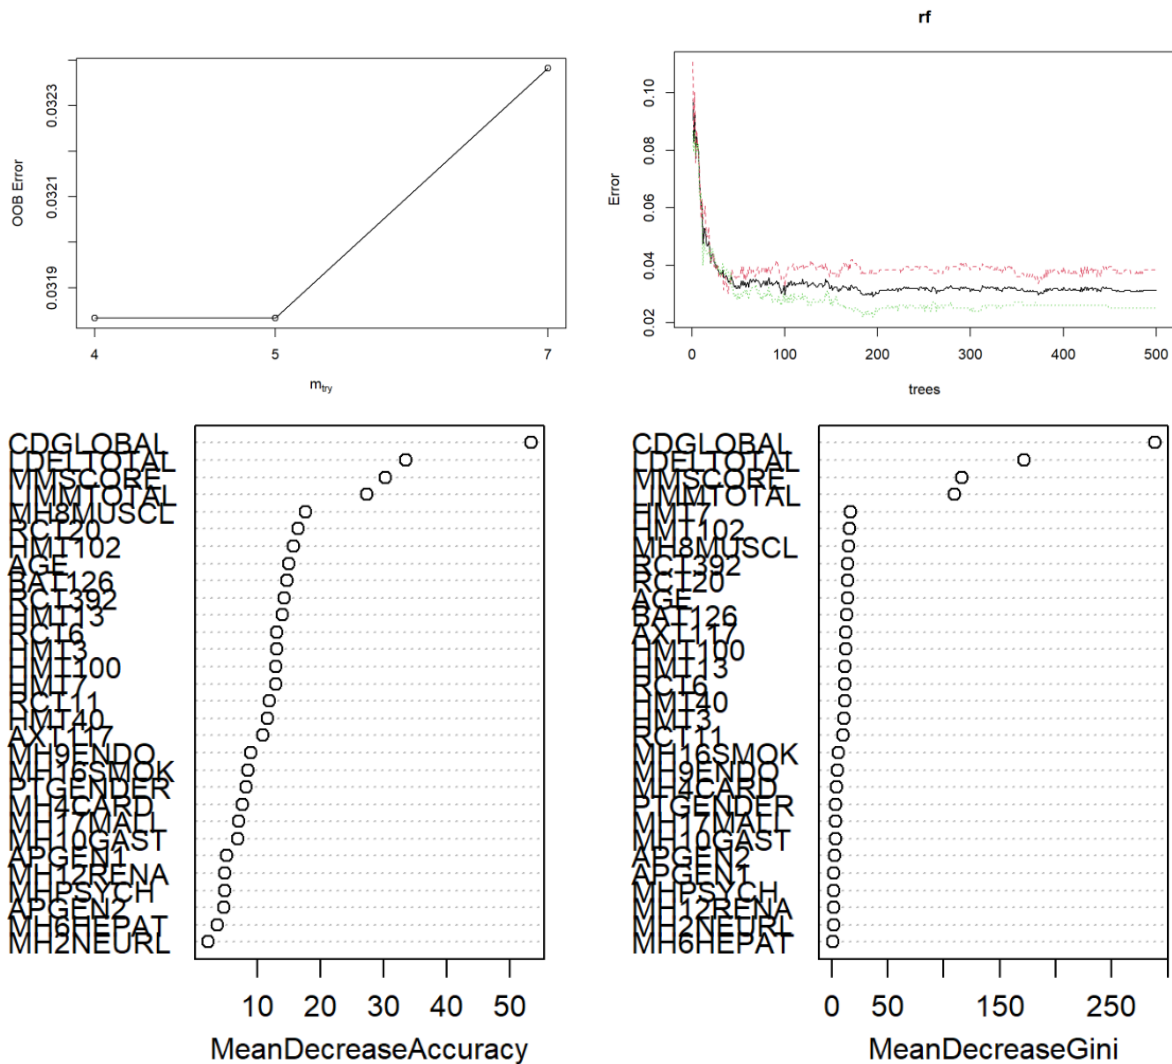 OOB Error
0.0323
0.0321
0.0319
4 5 7
mtry
rf
Error
0.10
0.08
0.06
0.04
0.02
0 100 200 300 400 500
trees
CDGLOBAL
LDELTOTAL
MMSCORE
LIMMTOTAL
MH8MUSCL
RCT20
HMT102
AGE
BAT126
RCT392
HMT13
RCT6
HMT3
HMT100
HMT7
RCT11
HMT40
AXT117
MH9ENDO
MH16SMOK
PTGENDER
MH4CARD
MH17MALI
MH10GAST
APGEN1
MH12RENA
MHPSYCH
APGEN2
MH6HEPAT
MH2NEURL
10 20 30 40 50
MeanDecreaseAccuracy
CDGLOBAL
LDELTOTAL
MMSCORE
LIMMTOTAL
HMT7
HMT102
MH8MUSCL
RCT392
RCT20
AGE
BAT126
AXT117
HMT100
HMT13
RCT6
HMT40
HMT3
RCT11
MH16SMOK
MH9ENDO
MH4CARD
PTGENDER
MH17MALI
MH10GAST
APGEN2
APGEN1
MHPSYCH
MH12RENA
MH2NEURL
MH6HEPAT
0 50 150 250
MeanDecreaseGini